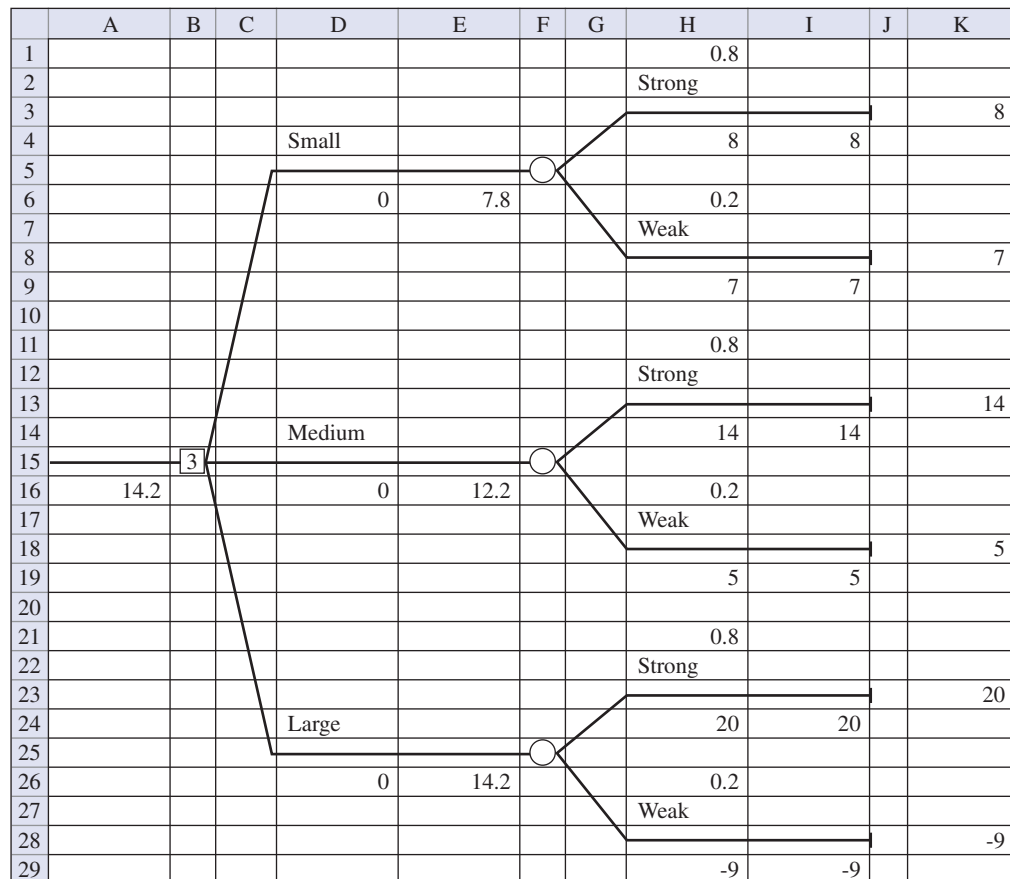 A B C D E F G H I J K
1 0.8
2 Strong
3 8
4 Small 8 8
5
6 0 7.8 0.2
7 Weak
8 7
9 7 7
10
11 0.8
12 Strong
13 14
14 Medium 14 14
15 3
16 14.2 0 12.2 0.2
17 Weak
18 5
19 5 5
20
21 0.8
22 Strong
23 20
24 Large 20 20
25
26 0 14.2 0.2
27 Weak
28 -9
29 -9 -9